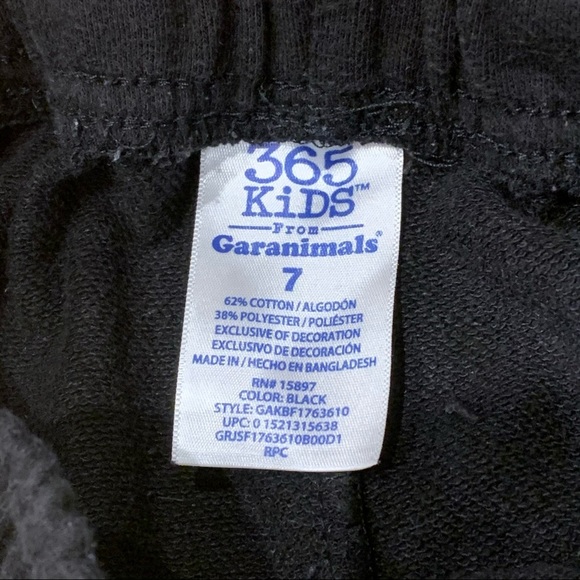 365
KiDS™
From
Garanimals®
7
62% COTTON / ALGODÓN
38% POLYESTER / POLIÉSTER
EXCLUSIVE OF DECORATION
EXCLUSIVO DE DECORACIÓN
MADE IN / HECHO EN BANGLADESH
RN# 15897
COLOR: BLACK
STYLE: GAKBF1763610
UPC: 0 1521315638
GRJSF1763610B00D1
RPC